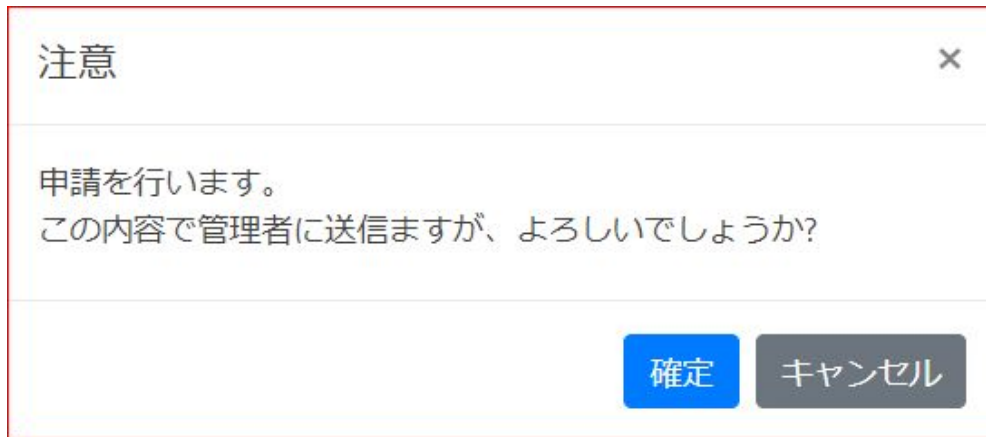 注意
×
申請を行います。
この内容で管理者に送信ますが、よろしいでしょうか?
確定 キャンセル